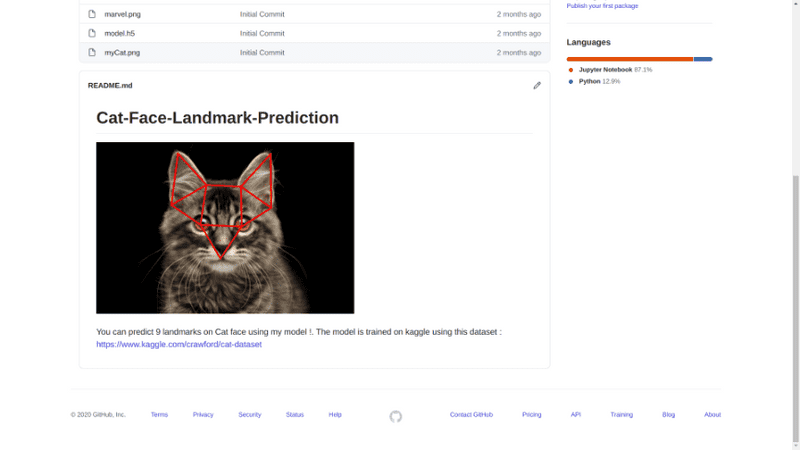 Publish your first package
marvel.png Initial Commit 2 months ago
model.h5 Initial Commit 2 months ago
myCat.png Initial Commit 2 months ago
Languages
Jupyter Notebook 87.1%
Python 12.9%
README.md
Cat-Face-Landmark-Prediction
You can predict 9 landmarks on Cat face using my model !. The model is trained on kaggle using this dataset :
https://www.kaggle.com/crawford/cat-dataset
© 2020 GitHub, Inc. Terms Privacy Security Status Help Contact GitHub Pricing API Training Blog About